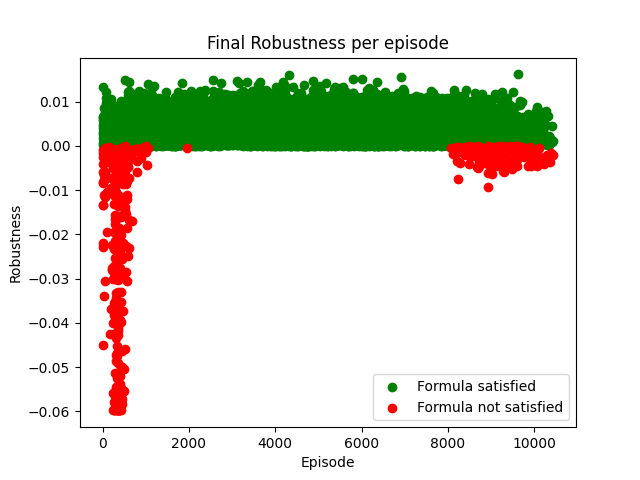 Final Robustness per episode
0.01
0.00
−0.01
−0.02
−0.03
−0.04
−0.05
−0.06
Robustness
0 2000 4000 6000 8000 10000
Episode
Formula satisfied
Formula not satisfied